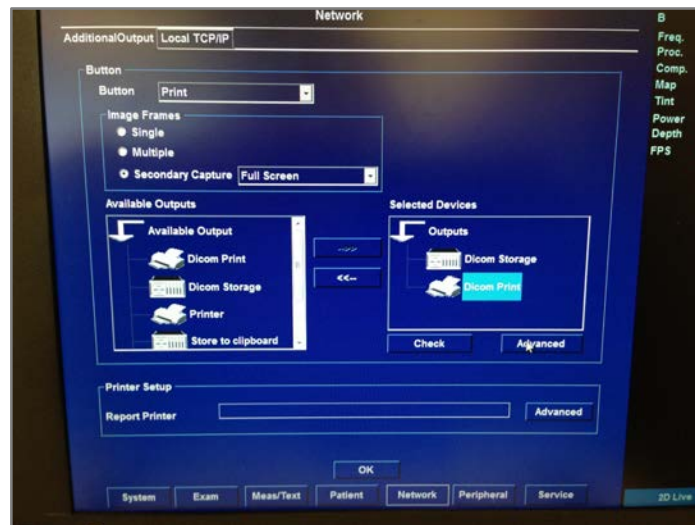 Network
AdditionalOutput Local TCP/IP
Button
Button Print
Image Frames
Single
Multiple
Secondary Capture Full Screen
Available Outputs
Available Output
Dicom Print
Dicom Storage
Printer
Store to clipboard
-->>
<<--
Selected Devices
Outputs
Dicom Storage
Dicom Print
Check Advanced
Printer Setup
Report Printer Advanced
OK
System Exam Meas/Text Patient Network Peripheral Service
B
Freq.
Proc.
Comp.
Map
Tint
Power
Depth
FPS
2D Live